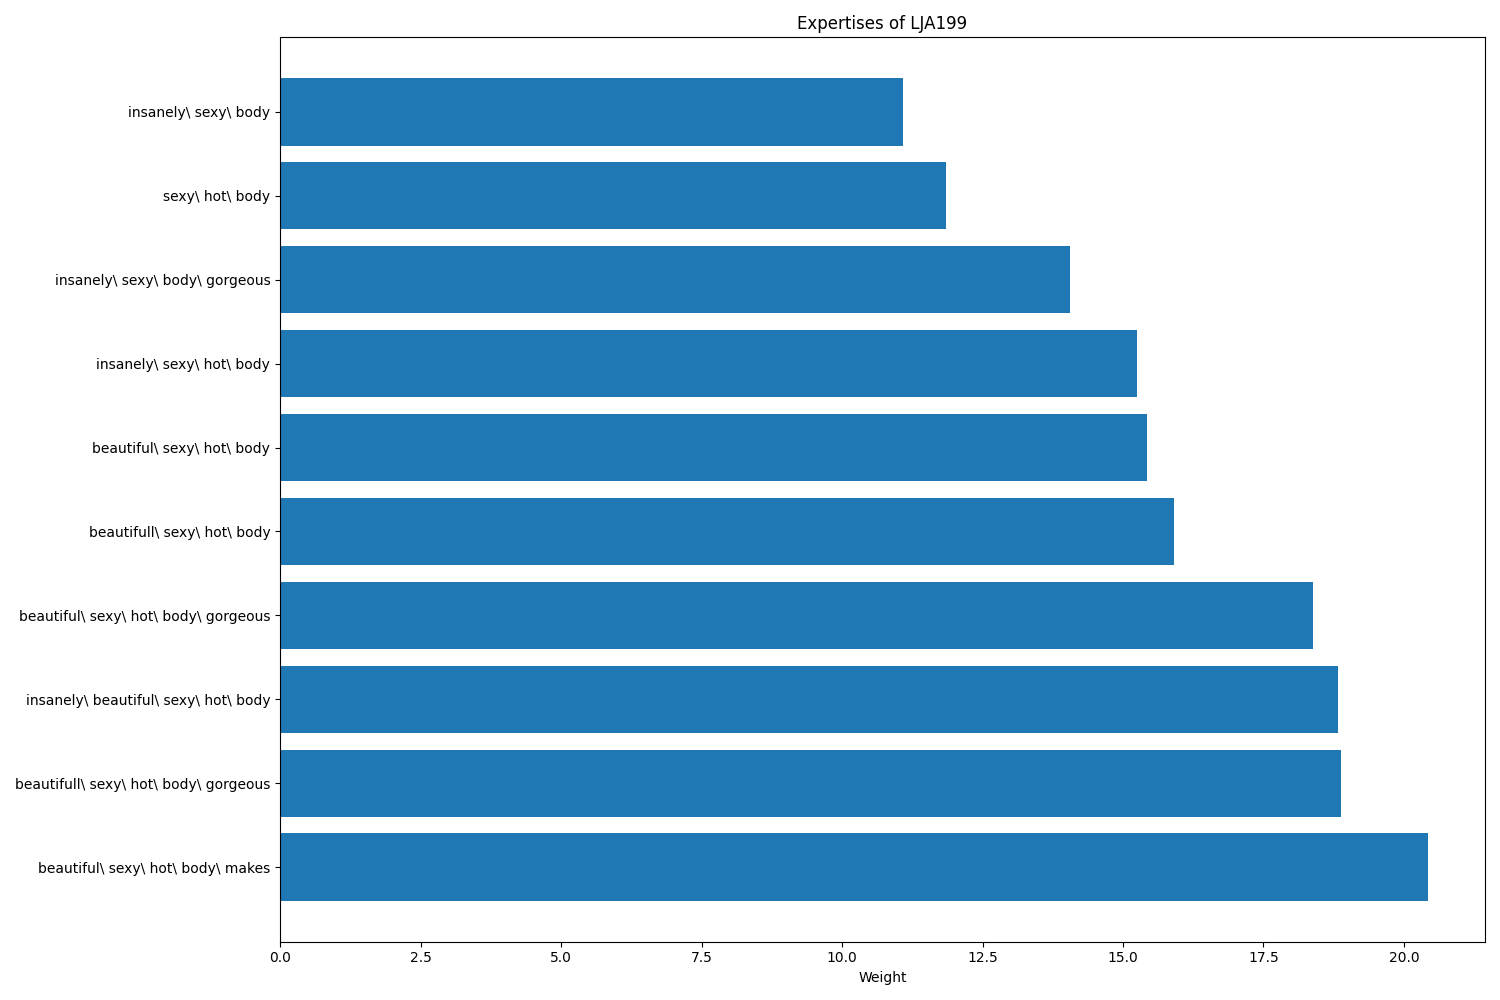 Expertises of LJA199
insanely\ sexy\ body
sexy\ hot\ body
insanely\ sexy\ body\ gorgeous
insanely\ sexy\ hot\ body
beautiful\ sexy\ hot\ body
beautifull\ sexy\ hot\ body
beautiful\ sexy\ hot\ body\ gorgeous
insanely\ beautiful\ sexy\ hot\ body
beautifull\ sexy\ hot\ body\ gorgeous
beautiful\ sexy\ hot\ body\ makes
0.0 2.5 5.0 7.5 10.0 12.5 15.0 17.5 20.0
Weight